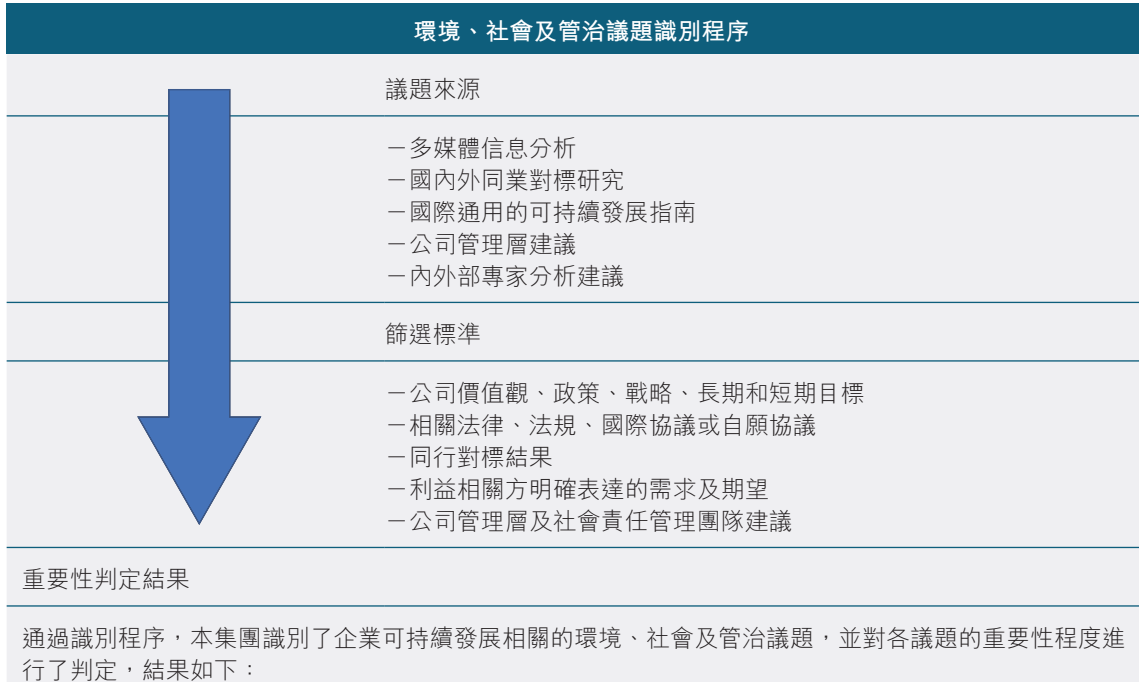 環境、社會及管治議題識別程序
議題來源
－多媒體信息分析
－國內外同業對標研究
－國際通用的可持續發展指南
－公司管理層建議
－內外部專家分析建議
篩選標準
－公司價值觀、政策、戰略、長期和短期目標
－相關法律、法規、國際協議或自願協議
－同行對標結果
－利益相關方明確表達的需求及期望
－公司管理層及社會責任管理團隊建議
重要性判定結果
通過識別程序，本集團識別了企業可持續發展相關的環境、社會及管治議題，並對各議題的重要性程度進
行了判定，結果如下：